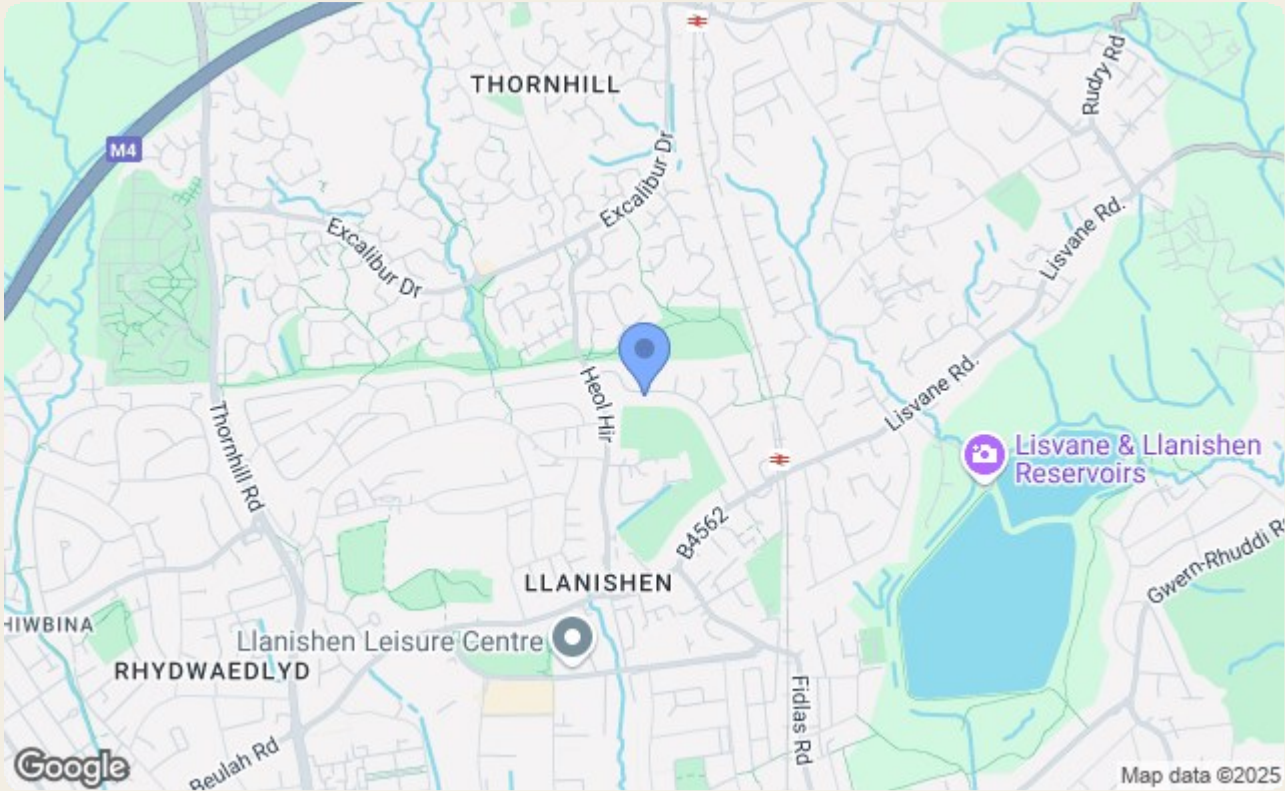 THORNHILL
Rudry Rd
M4
Excalibur Dr
Excalibur Dr
Lisvane Rd.
Heol Hir
Lisvane Rd.
Thornhill Rd
Lisvane & Llanishen
Reservoirs
B4562
Gwern-Rhuddi R
LLANISHEN
HIWBINA
Llanishen Leisure Centre
RHYDWAEDLYD
Fidlas Rd
Beulah Rd
Google
Map data ©2025